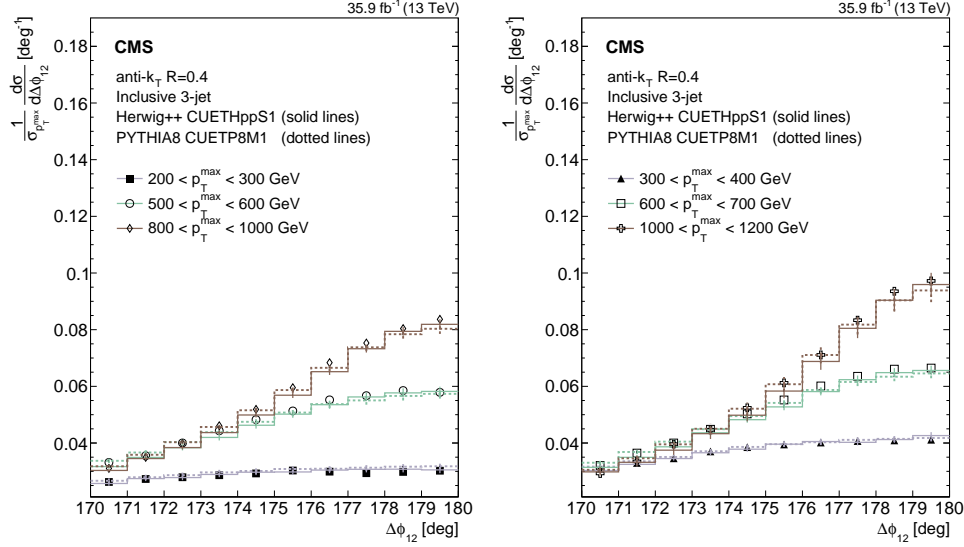 35.9 fb⁻¹ (13 TeV)
1/σ_{p_T^{max}} dσ/dΔϕ₁₂ [deg⁻¹]
CMS
anti-k_T R=0.4
Inclusive 3-jet
Herwig++ CUETHppS1 (solid lines)
PYTHIA8 CUETP8M1 (dotted lines)
200 < p_T^{max} < 300 GeV
500 < p_T^{max} < 600 GeV
800 < p_T^{max} < 1000 GeV
0.18
0.16
0.14
0.12
0.1
0.08
0.06
0.04
170 171 172 173 174 175 176 177 178 179 180
Δϕ₁₂ [deg]
35.9 fb⁻¹ (13 TeV)
1/σ_{p_T^{max}} dσ/dΔϕ₁₂ [deg⁻¹]
CMS
anti-k_T R=0.4
Inclusive 3-jet
Herwig++ CUETHppS1 (solid lines)
PYTHIA8 CUETP8M1 (dotted lines)
300 < p_T^{max} < 400 GeV
600 < p_T^{max} < 700 GeV
1000 < p_T^{max} < 1200 GeV
0.18
0.16
0.14
0.12
0.1
0.08
0.06
0.04
170 171 172 173 174 175 176 177 178 179 180
Δϕ₁₂ [deg]